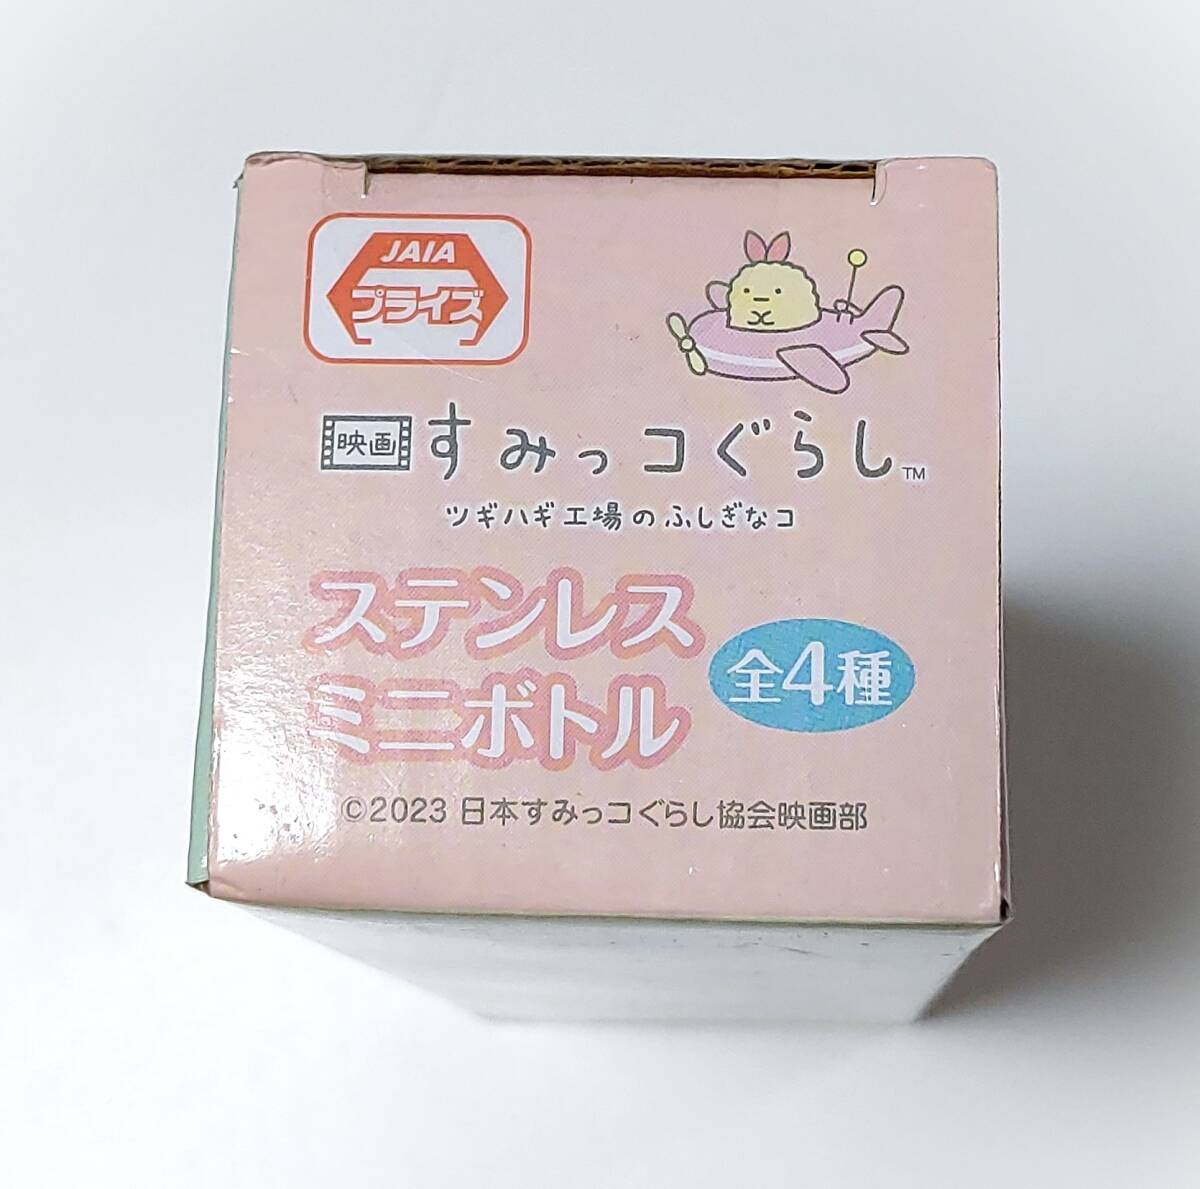 JAIA
プライズ
映画 すみっコぐらし™
ツギハギ工場のふしぎなコ
ステンレス
ミニボトル
全4種
©2023 日本すみっコぐらし協会映画部